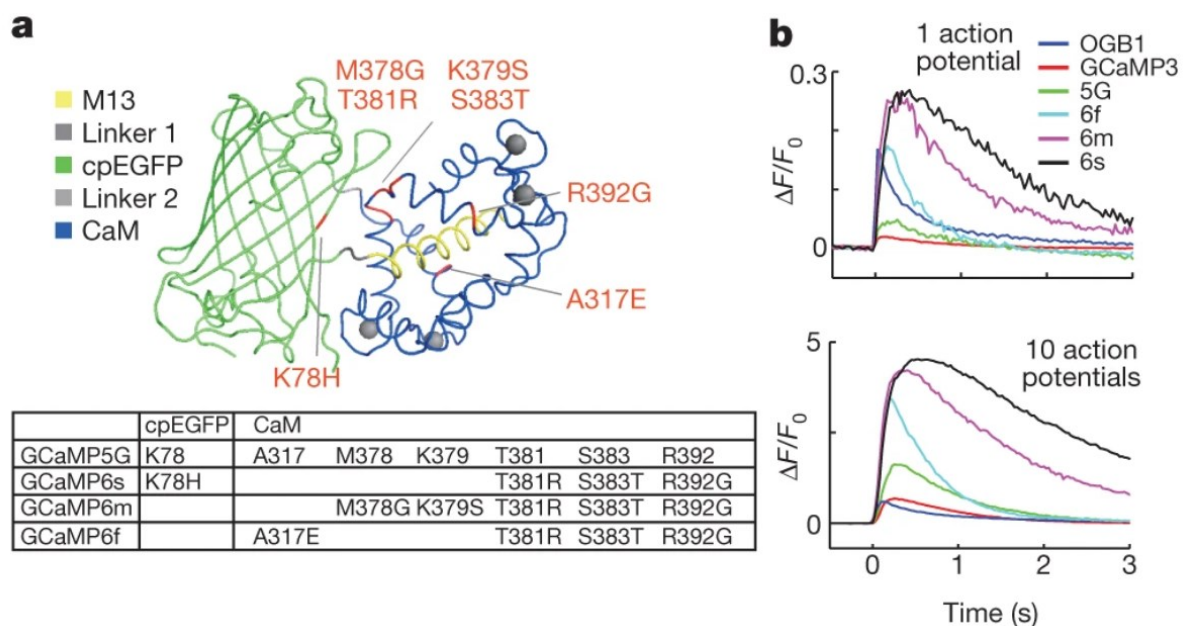 a
M13
Linker 1
cpEGFP
Linker 2
CaM
M378G K379S
T381R S383T
R392G
A317E
K78H
cpEGFP CaM
GCaMP5G K78 A317 M378 K379 T381 S383 R392
GCaMP6s K78H T381R S383T R392G
GCaMP6m M378G K379S T381R S383T R392G
GCaMP6f A317E T381R S383T R392G
b
1 action
potential
OGB1
GCaMP3
5G
6f
6m
6s
0.3
0
ΔF/F0
10 action
potentials
5
0
ΔF/F0
0 1 2 3
Time (s)